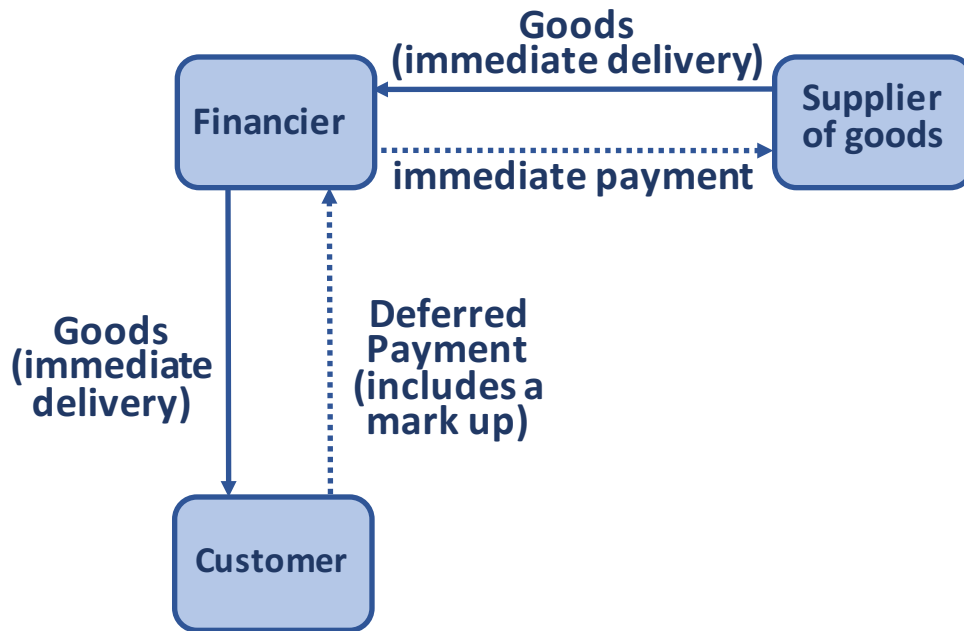 Goods
(immediate delivery)
Financier
Supplier
of goods
immediate payment
Goods
(immediate
delivery)
Deferred
Payment
(includes a
mark up)
Customer